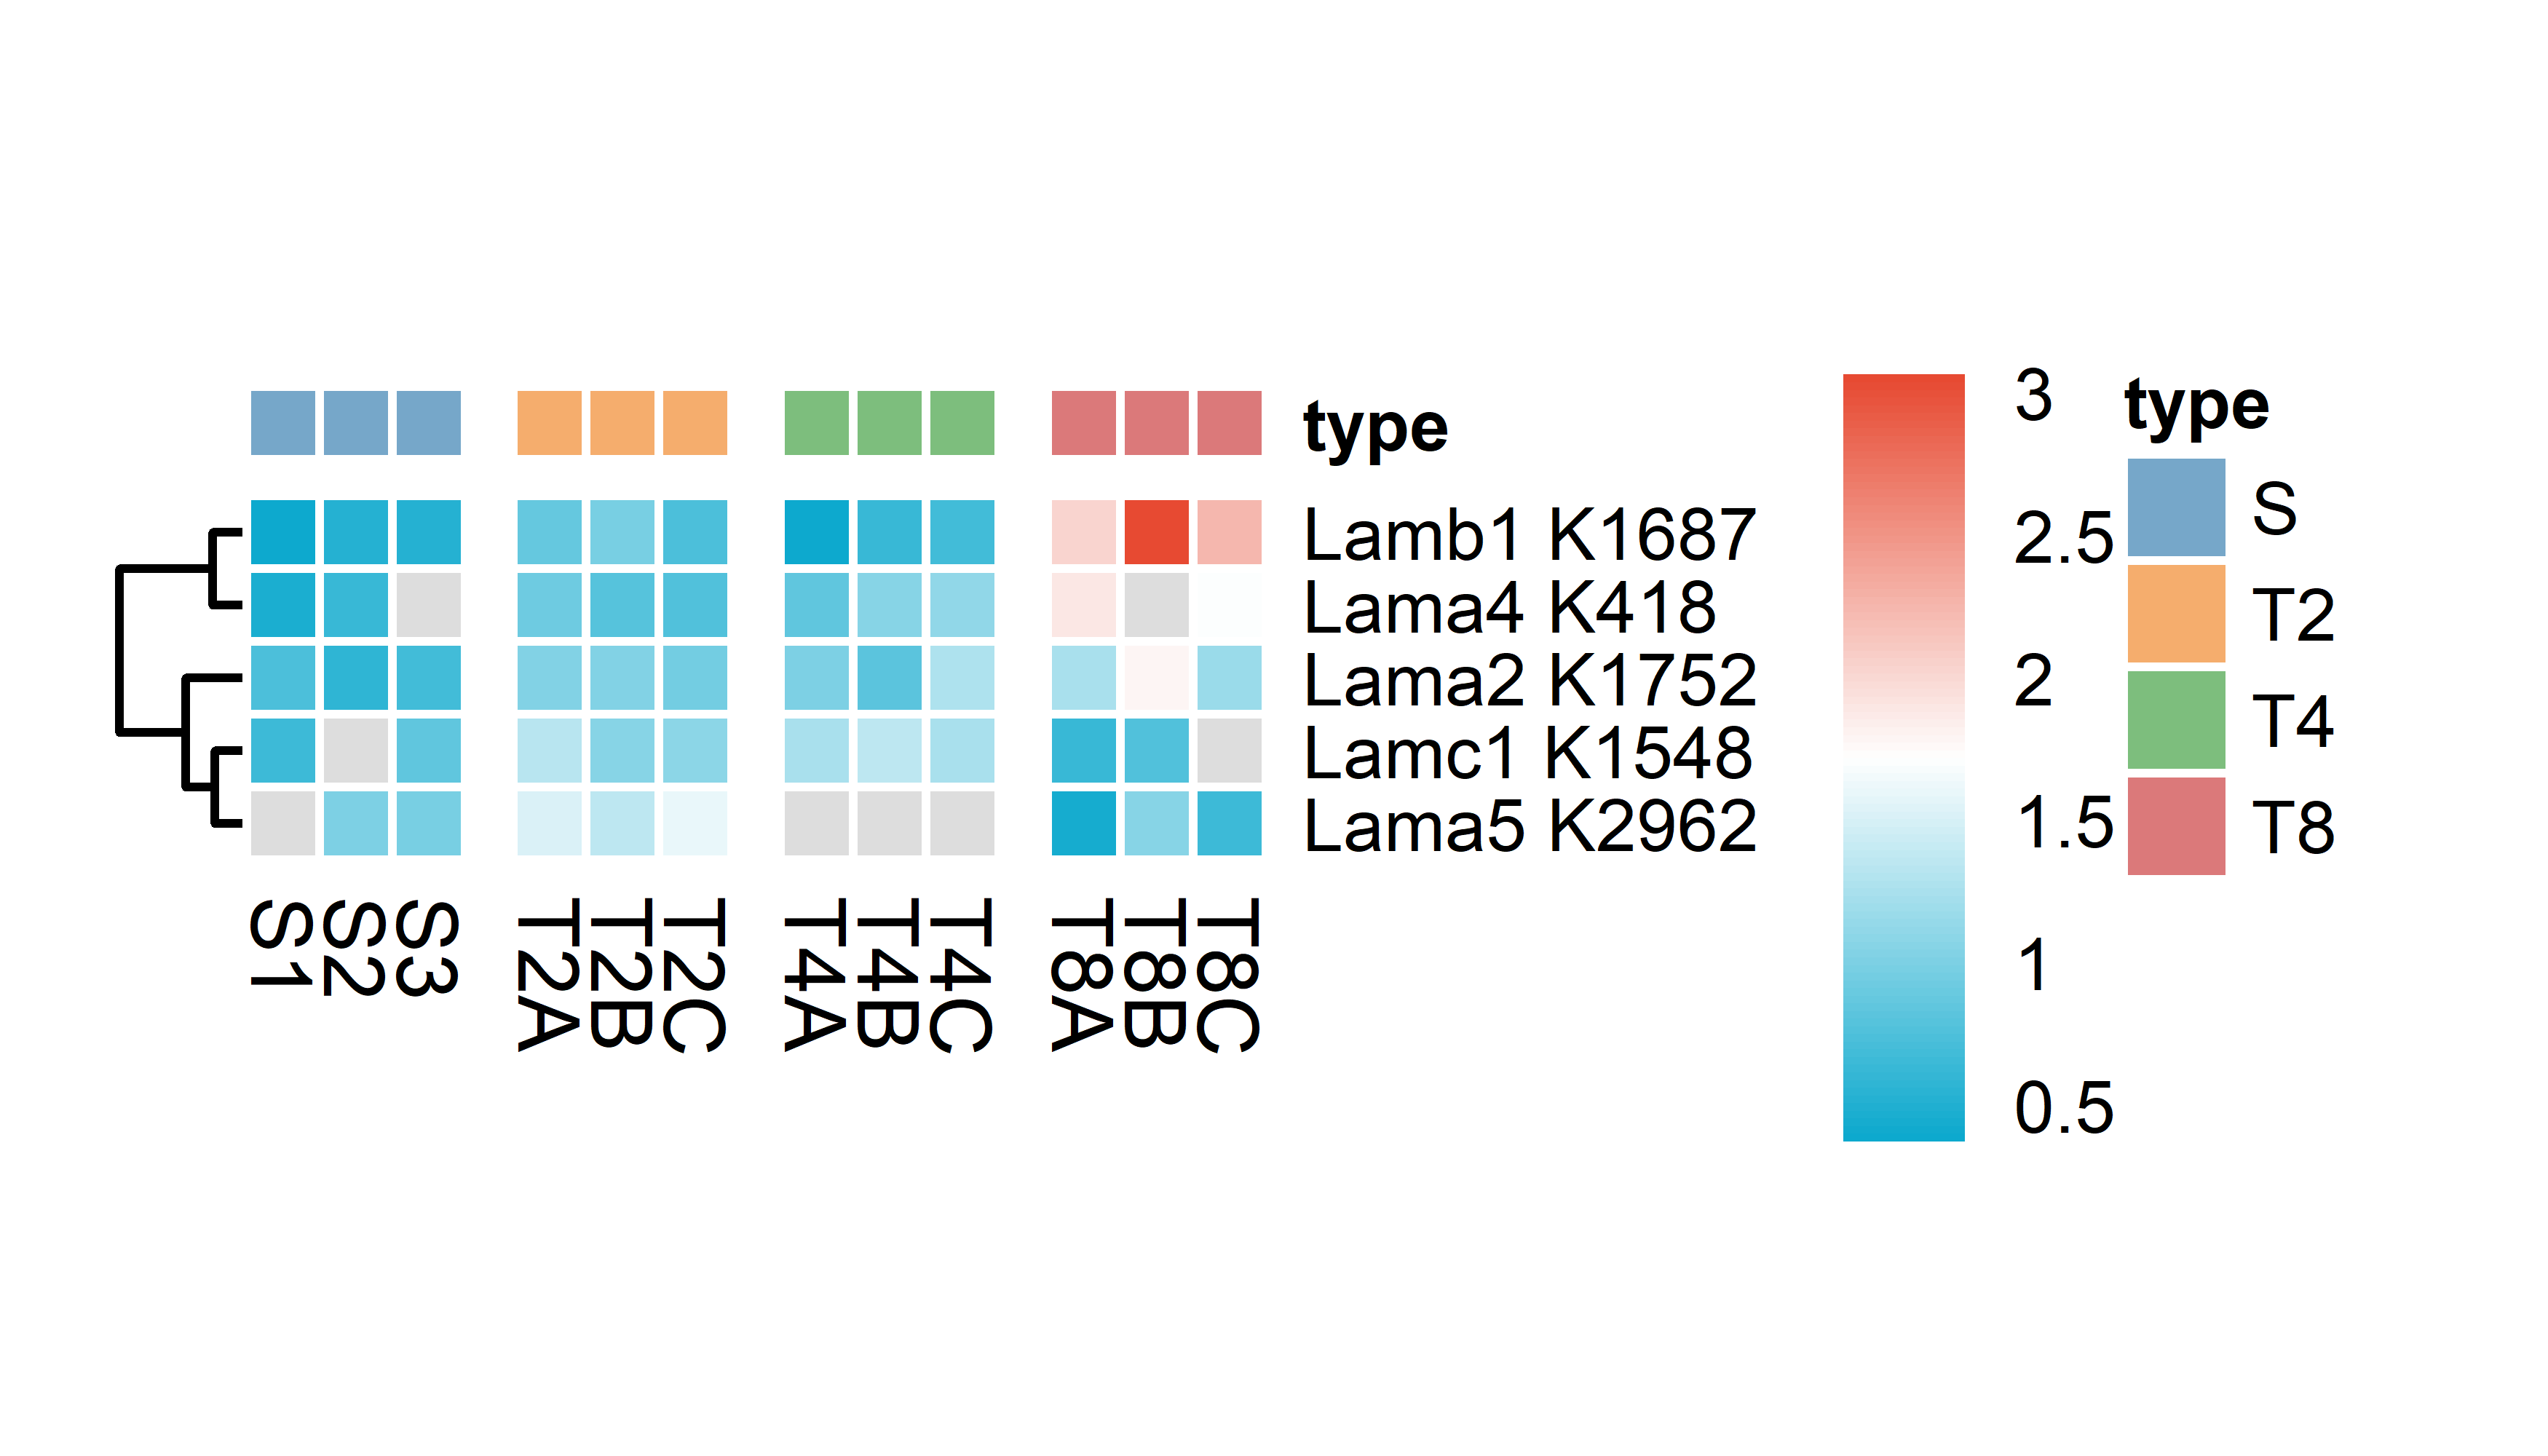 type
Lamb1 K1687
Lama4 K418
Lama2 K1752
Lamc1 K1548
Lama5 K2962
S1
S2
S3
T2A
T2B
T2C
T4A
T4B
T4C
T8A
T8B
T8C
3
2.5
2
1.5
1
0.5
type
S
T2
T4
T8